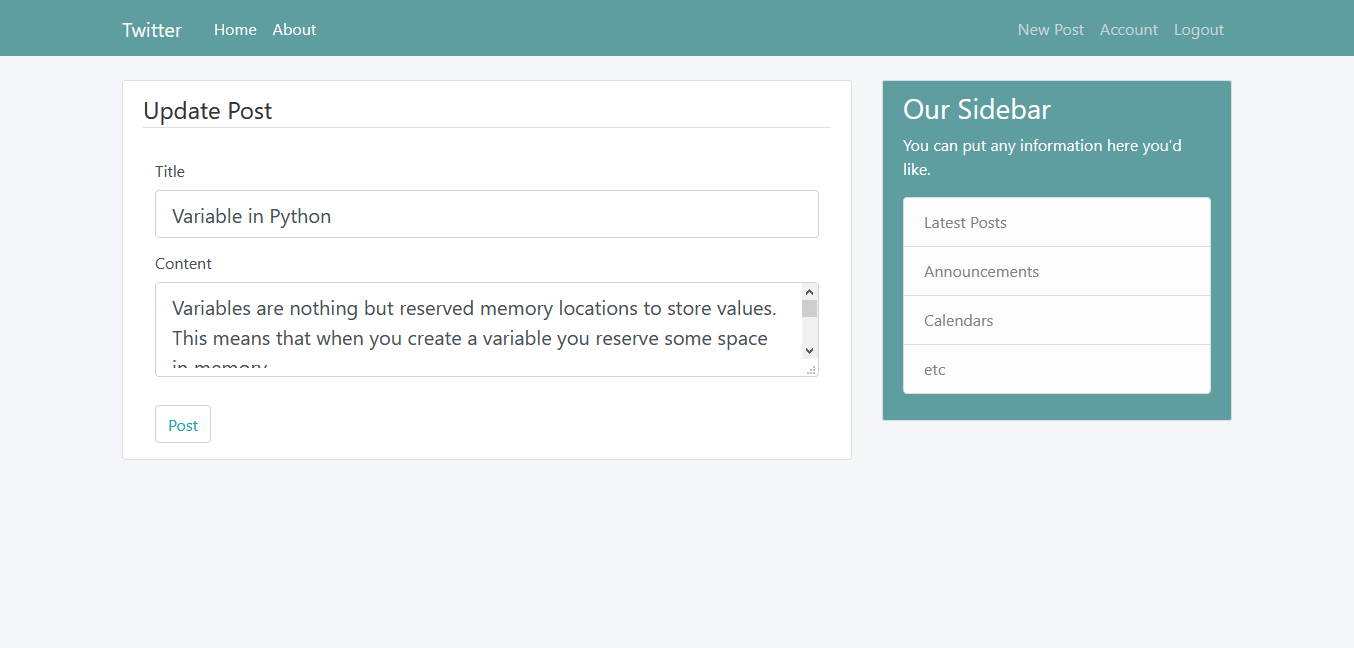 Twitter Home About New Post Account Logout
Update Post
Title
Variable in Python
Content
Variables are nothing but reserved memory locations to store values.
This means that when you create a variable you reserve some space
in memory
Post
Our Sidebar
You can put any information here you'd
like.
Latest Posts
Announcements
Calendars
etc